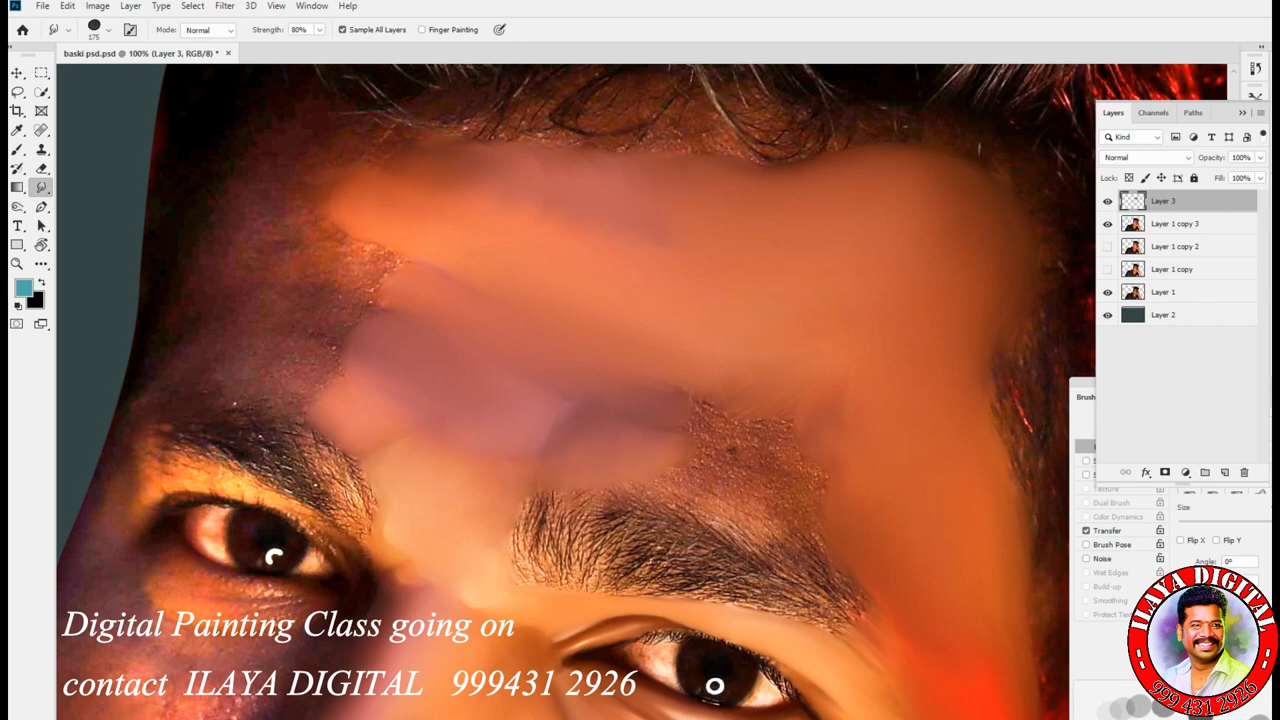 Ps File Edit Image Layer Type Select Filter 3D View Window Help
175 Mode: Normal Strength: 80% Sample All Layers Finger Painting
baski psd.psd @ 100% (Layer 3, RGB/8) * ×
Layers Channels Paths
Kind
Normal Opacity: 100%
Lock: Fill: 100%
Layer 3
Layer 1 copy 3
Layer 1 copy 2
Layer 1 copy
Layer 1
Layer 2
fx
Brush
Texture
Dual Brush
Color Dynamics
Transfer
Brush Pose
Noise
Wet Edges
Build-up
Smoothing
Protect Tex
Size
Flip X Flip Y
Angle: 0°
Digital Painting Class going on
contact ILAYA DIGITAL 999431 2926
ILAYA DIGITAL
999 431 2926